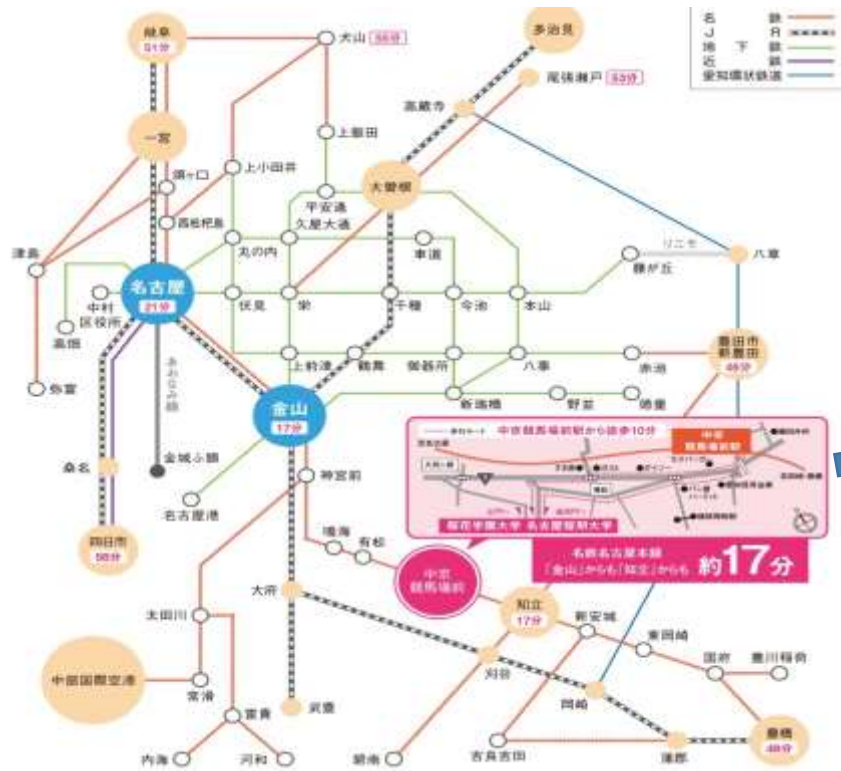 名鉄
JR
地下鉄
近鉄
愛知環状鉄道
岐阜
51分
犬山 55分
多治見
尾張瀬戸 53分
高蔵寺
一宮
上飯田
須ヶ口
上小田井
大曽根
西枇杷島
平安通
久屋大通
津島
丸の内
車道
リニモ
藤が丘
八草
名古屋
21分
中村
区役所
伏見
栄
千種
今池
本山
高畑
あおなみ線
豊田市
新豊田
上前津
鶴舞
御器所
八事
赤池
弥富
金山
17分
新瑞橋
野並
徳重
中京競馬場前駅から徒歩10分
中京
競馬場前駅
桑名
金城ふ頭
神宮前
名古屋港
桜花学園大学 名古屋短期大学
四日市
鳴海
有松
名鉄名古屋本線
「金山」からも「知立」からも 約17分
中京
競馬場前
大府
知立
17分
新安城
東岡崎
太田川
国府
豊川稲荷
刈谷
中部国際空港
常滑
武豊
岡崎
富貴
豊橋
内海
河和
碧南
吉良吉田
蒲郡